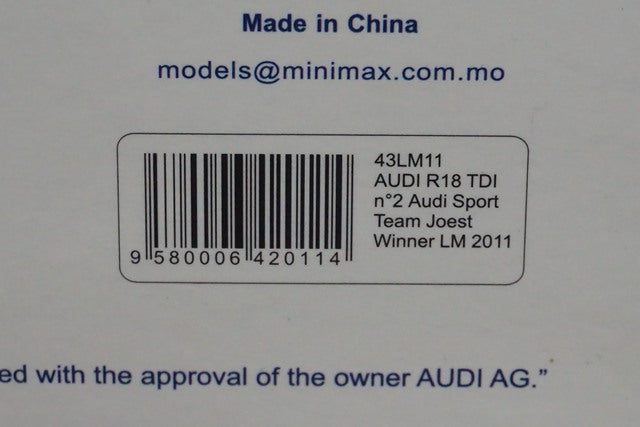 Made in China
models@minimax.com.mo
43LM11
AUDI R18 TDI
n°2 Audi Sport
Team Joest
Winner LM 2011
9 580006 420114
ed with the approval of the owner AUDI AG.”